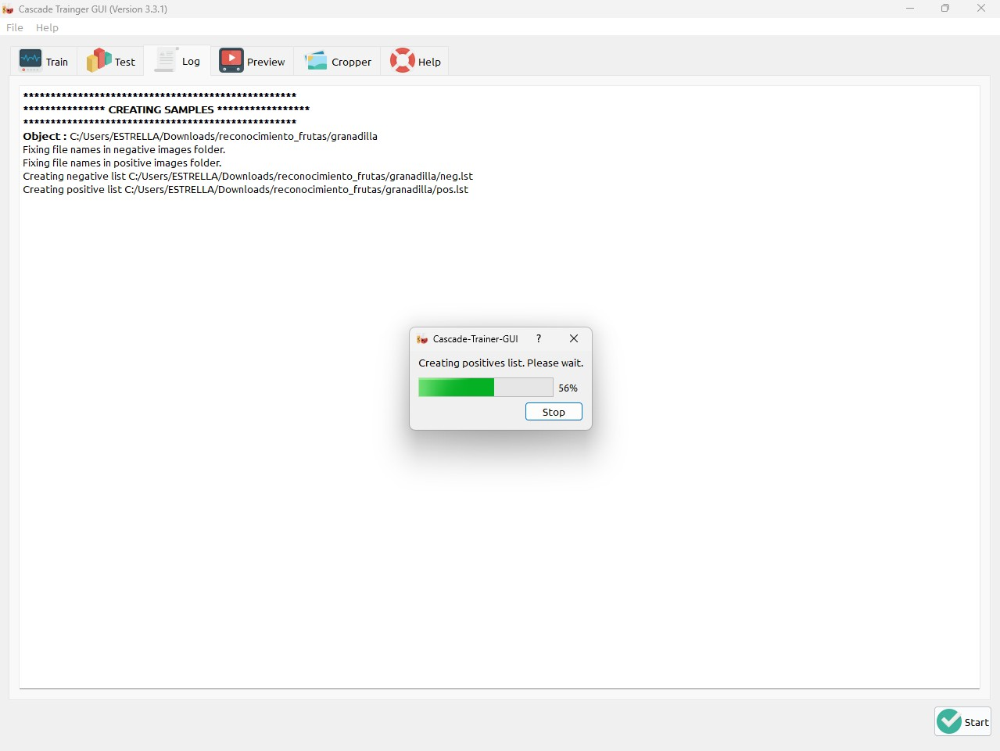 Cascade Trainger GUI (Version 3.3.1)
File Help
Train Test Log Preview Cropper Help
**************************************************
*************** CREATING SAMPLES *****************
**************************************************
Object : C:/Users/ESTRELLA/Downloads/reconocimiento_frutas/granadilla
Fixing file names in negative images folder.
Fixing file names in positive images folder.
Creating negative list C:/Users/ESTRELLA/Downloads/reconocimiento_frutas/granadilla/neg.lst
Creating positive list C:/Users/ESTRELLA/Downloads/reconocimiento_frutas/granadilla/pos.lst
Cascade-Trainer-GUI ?
Creating positives list. Please wait.
56%
Stop
Start